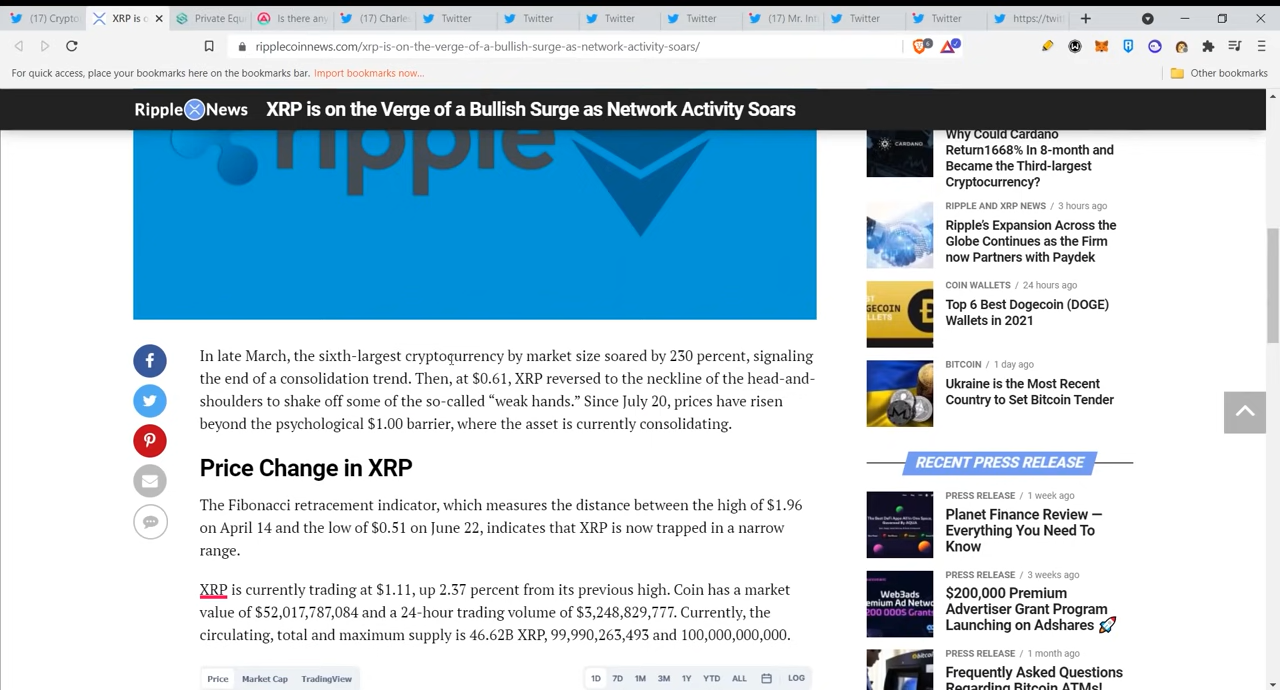 (17) Crypto
XRP is o
Private Equ
Is there any
(17) Charle
Twitter
Twitter
Twitter
Twitter
(17) Mr. In
Twitter
Twitter
https://twit
ripplecoinnews.com/xrp-is-on-the-verge-of-a-bullish-surge-as-network-activity-soars/
For quick access, place your bookmarks here on the bookmarks bar. Import bookmarks now...
Other bookmarks
Ripple News
XRP is on the Verge of a Bullish Surge as Network Activity Soars
ripple
In late March, the sixth-largest cryptocurrency by market size soared by 230 percent, signaling
the end of a consolidation trend. Then, at $0.61, XRP reversed to the neckline of the head-and-
shoulders to shake off some of the so-called “weak hands.” Since July 20, prices have risen
beyond the psychological $1.00 barrier, where the asset is currently consolidating.
Price Change in XRP
The Fibonacci retracement indicator, which measures the distance between the high of $1.96
on April 14 and the low of $0.51 on June 22, indicates that XRP is trapped in a narrow
range.
XRP is currently trading at $1.11, up 2.37 percent from its previous high. Coin has a market
value of $52,017,787,084 and a 24-hour trading volume of $3,248,829,777. Currently, the
circulating, total and maximum supply is 46.62B XRP, 99,990,263,493 and 100,000,000,000.
Price
Market Cap
TradingView
1D
7D
1M
3M
1Y
YTD
ALL
LOG
CARDANO
Why Could Cardano
Return1668% In 8-month and
Became the Third-largest
Cryptocurrency?
RIPPLE AND XRP NEWS / 3 hours ago
Ripple’s Expansion Across the
Globe Continues as the Firm
now Partners with Paydek
COIN WALLETS / 24 hours ago
Top 6 Best Dogecoin (DOGE)
Wallets in 2021
BITCOIN / 1 day ago
Ukraine is the Most Recent
Country to Set Bitcoin Tender
RECENT PRESS RELEASE
PRESS RELEASE / 1 week ago
Planet Finance Review —
Everything You Need To
Know
Web3ads
PRESS RELEASE / 3 weeks ago
$200,000 Premium
Advertiser Grant Program
Launching on Adshares 🚀
PRESS RELEASE / 1 month ago
Frequently Asked Questions
Regarding Bitcoin ATMs!